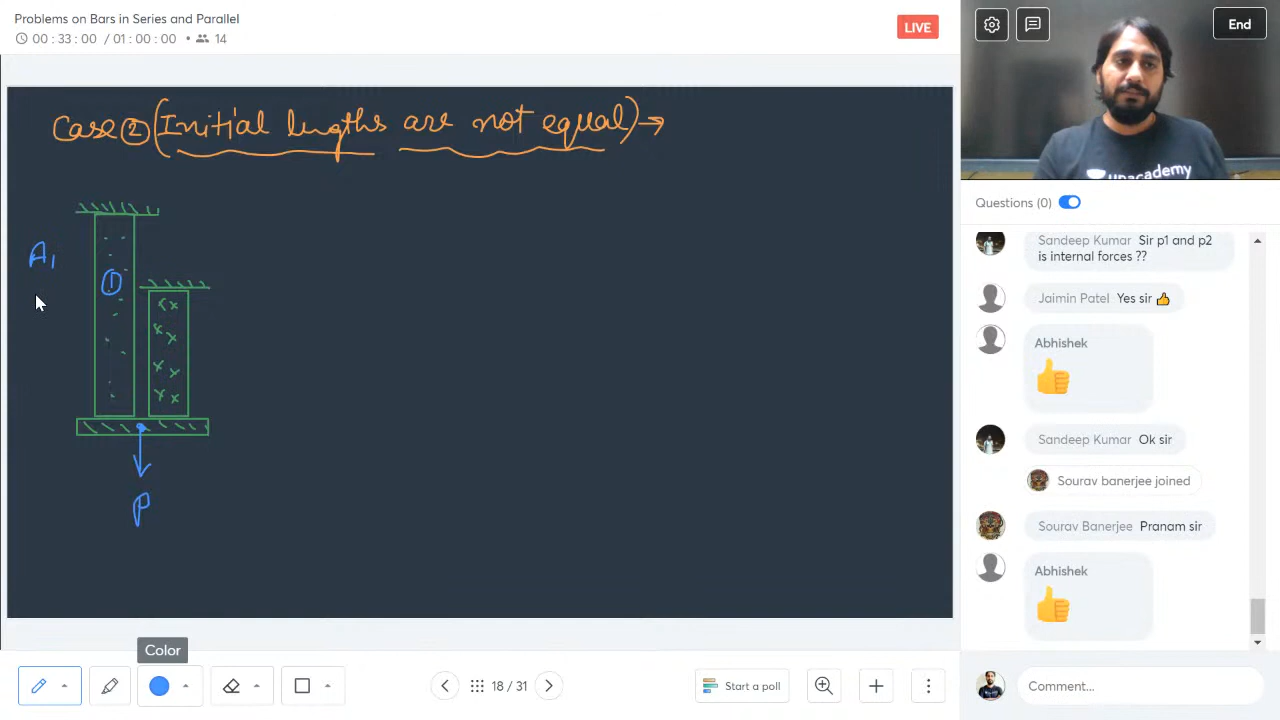 Problems on Bars in Series and Parallel
00 : 33 : 00 / 01 : 00 : 00 • 14
LIVE
End
Case ② (Initial lengths are not equal) →
A1
①
P
unacademy
Questions (0)
Sandeep Kumar Sir p1 and p2
is internal forces ??
Jaimin Patel Yes sir 👍
Abhishek
👍
Sandeep Kumar Ok sir
Sourav banerjee joined
Sourav Banerjee Pranam sir
Abhishek
👍
Color
18 / 31
Start a poll
Comment...